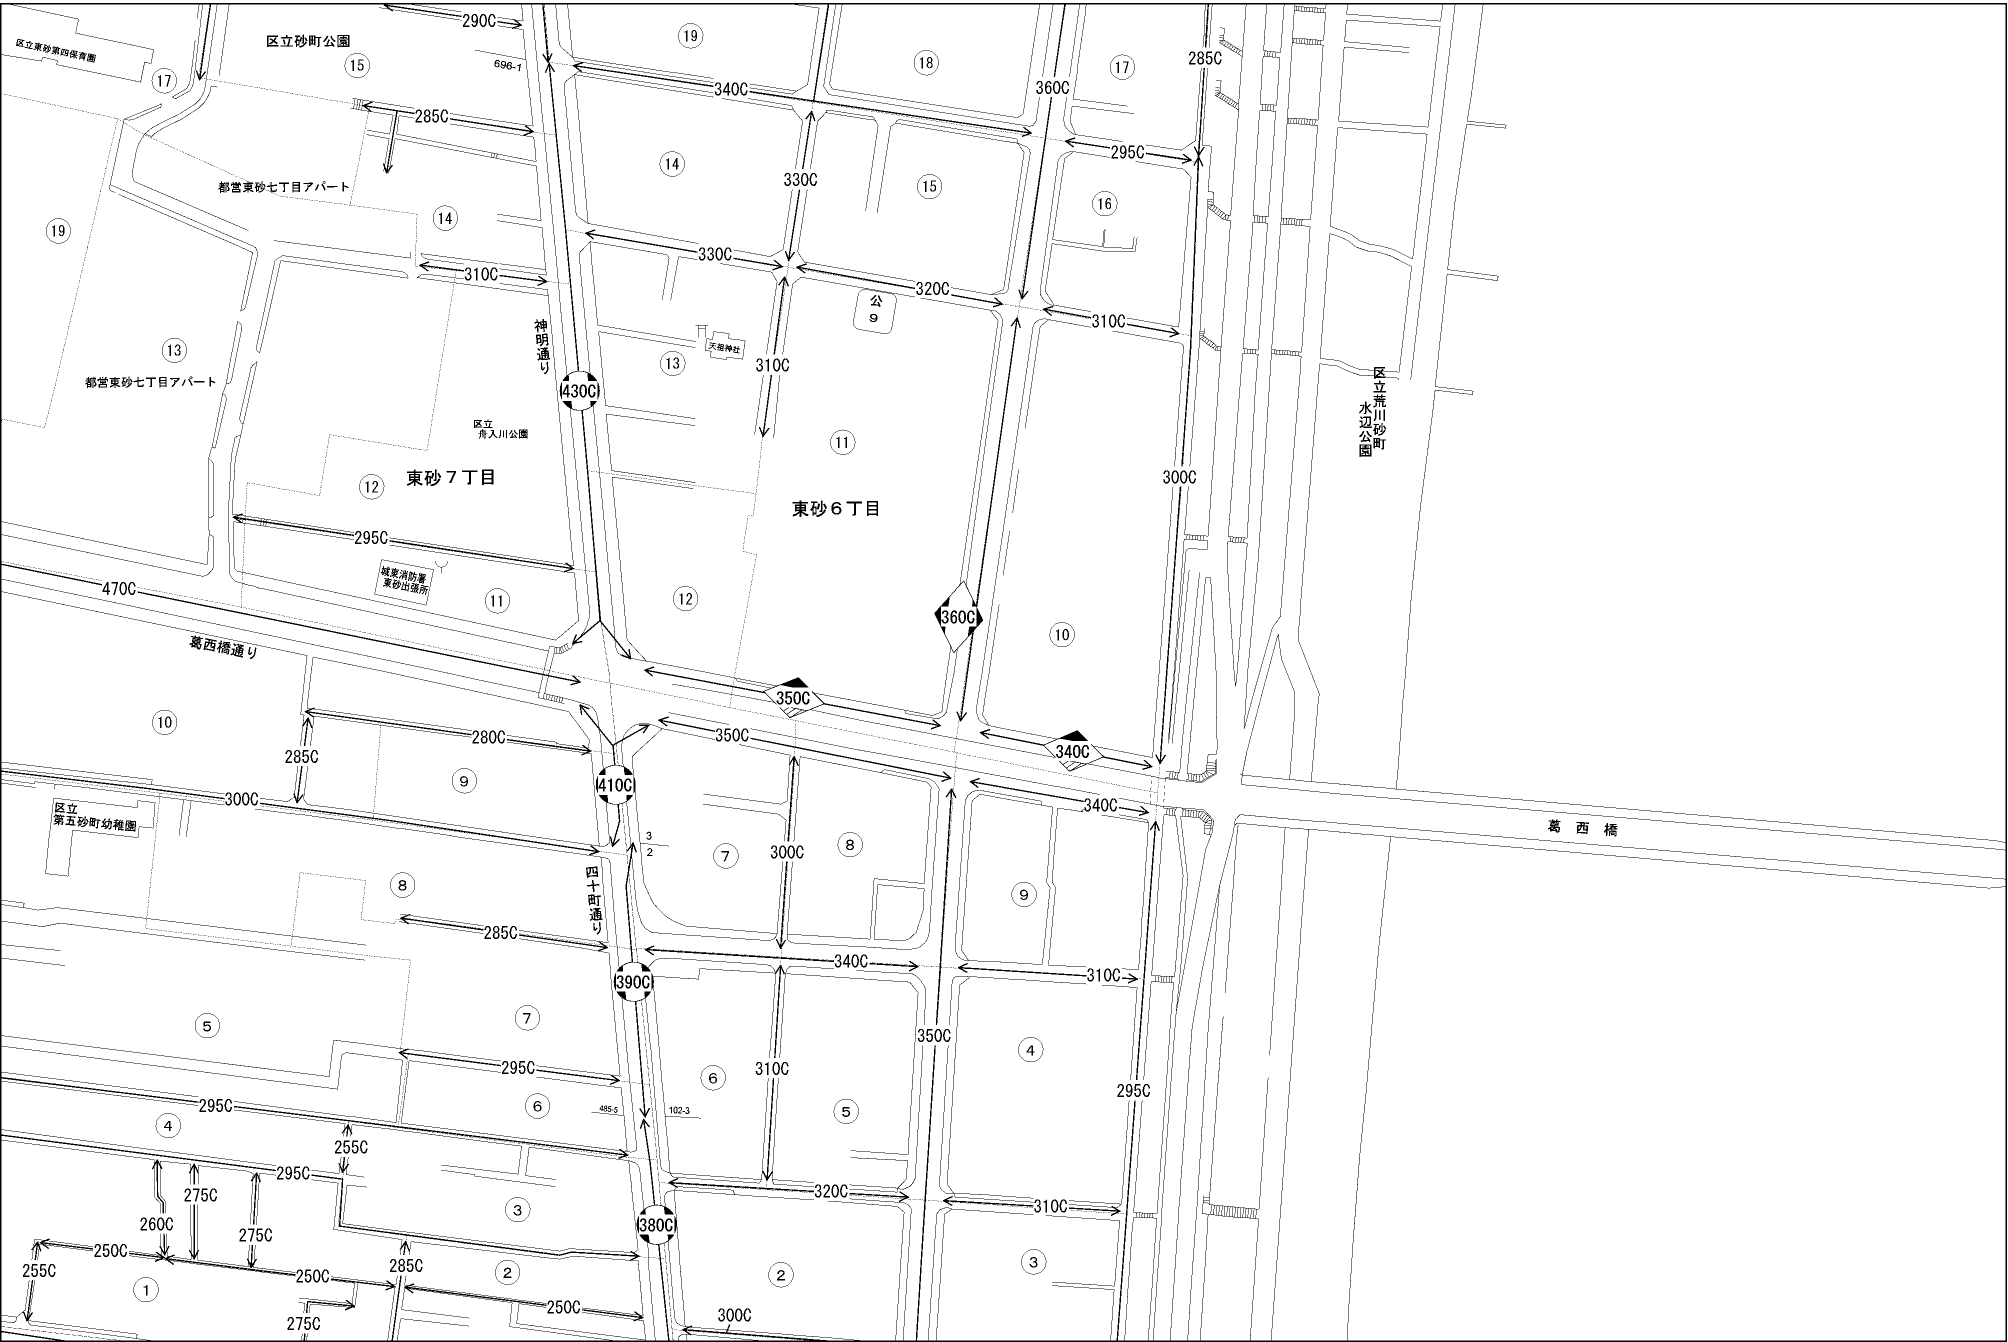 290C
区立砂町公園
区立東砂第四保育園
15
17
696-1
285C
都営東砂七丁目アパート
14
19
310C
13
都営東砂七丁目アパート
神明通り
430C
区立
舟入川公園
東砂7丁目
12
295C
城東消防署
東砂出張所
11
470C
葛西橋通り
19
18
17
285C
340C
360C
295C
14
330C
15
16
330C
320C
公
9
310C
天祖神社
13
310C
11
東砂6丁目
300C
12
360C
10
350C
340C
区立荒川砂町
水辺公園
10
280C
285C
9
410C
300C
区立
第五砂町幼稚園
8
四十町通り
3
2
285C
390C
350C
340C
300C
7
8
9
葛西橋
340C
310C
5
7
295C
295C
6
485-5
102-3
6
310C
5
350C
4
295C
4
255C
295C
275C
260C
275C
3
380C
320C
310C
250C
255C
250C
285C
2
1
275C
250C
2
3
300C